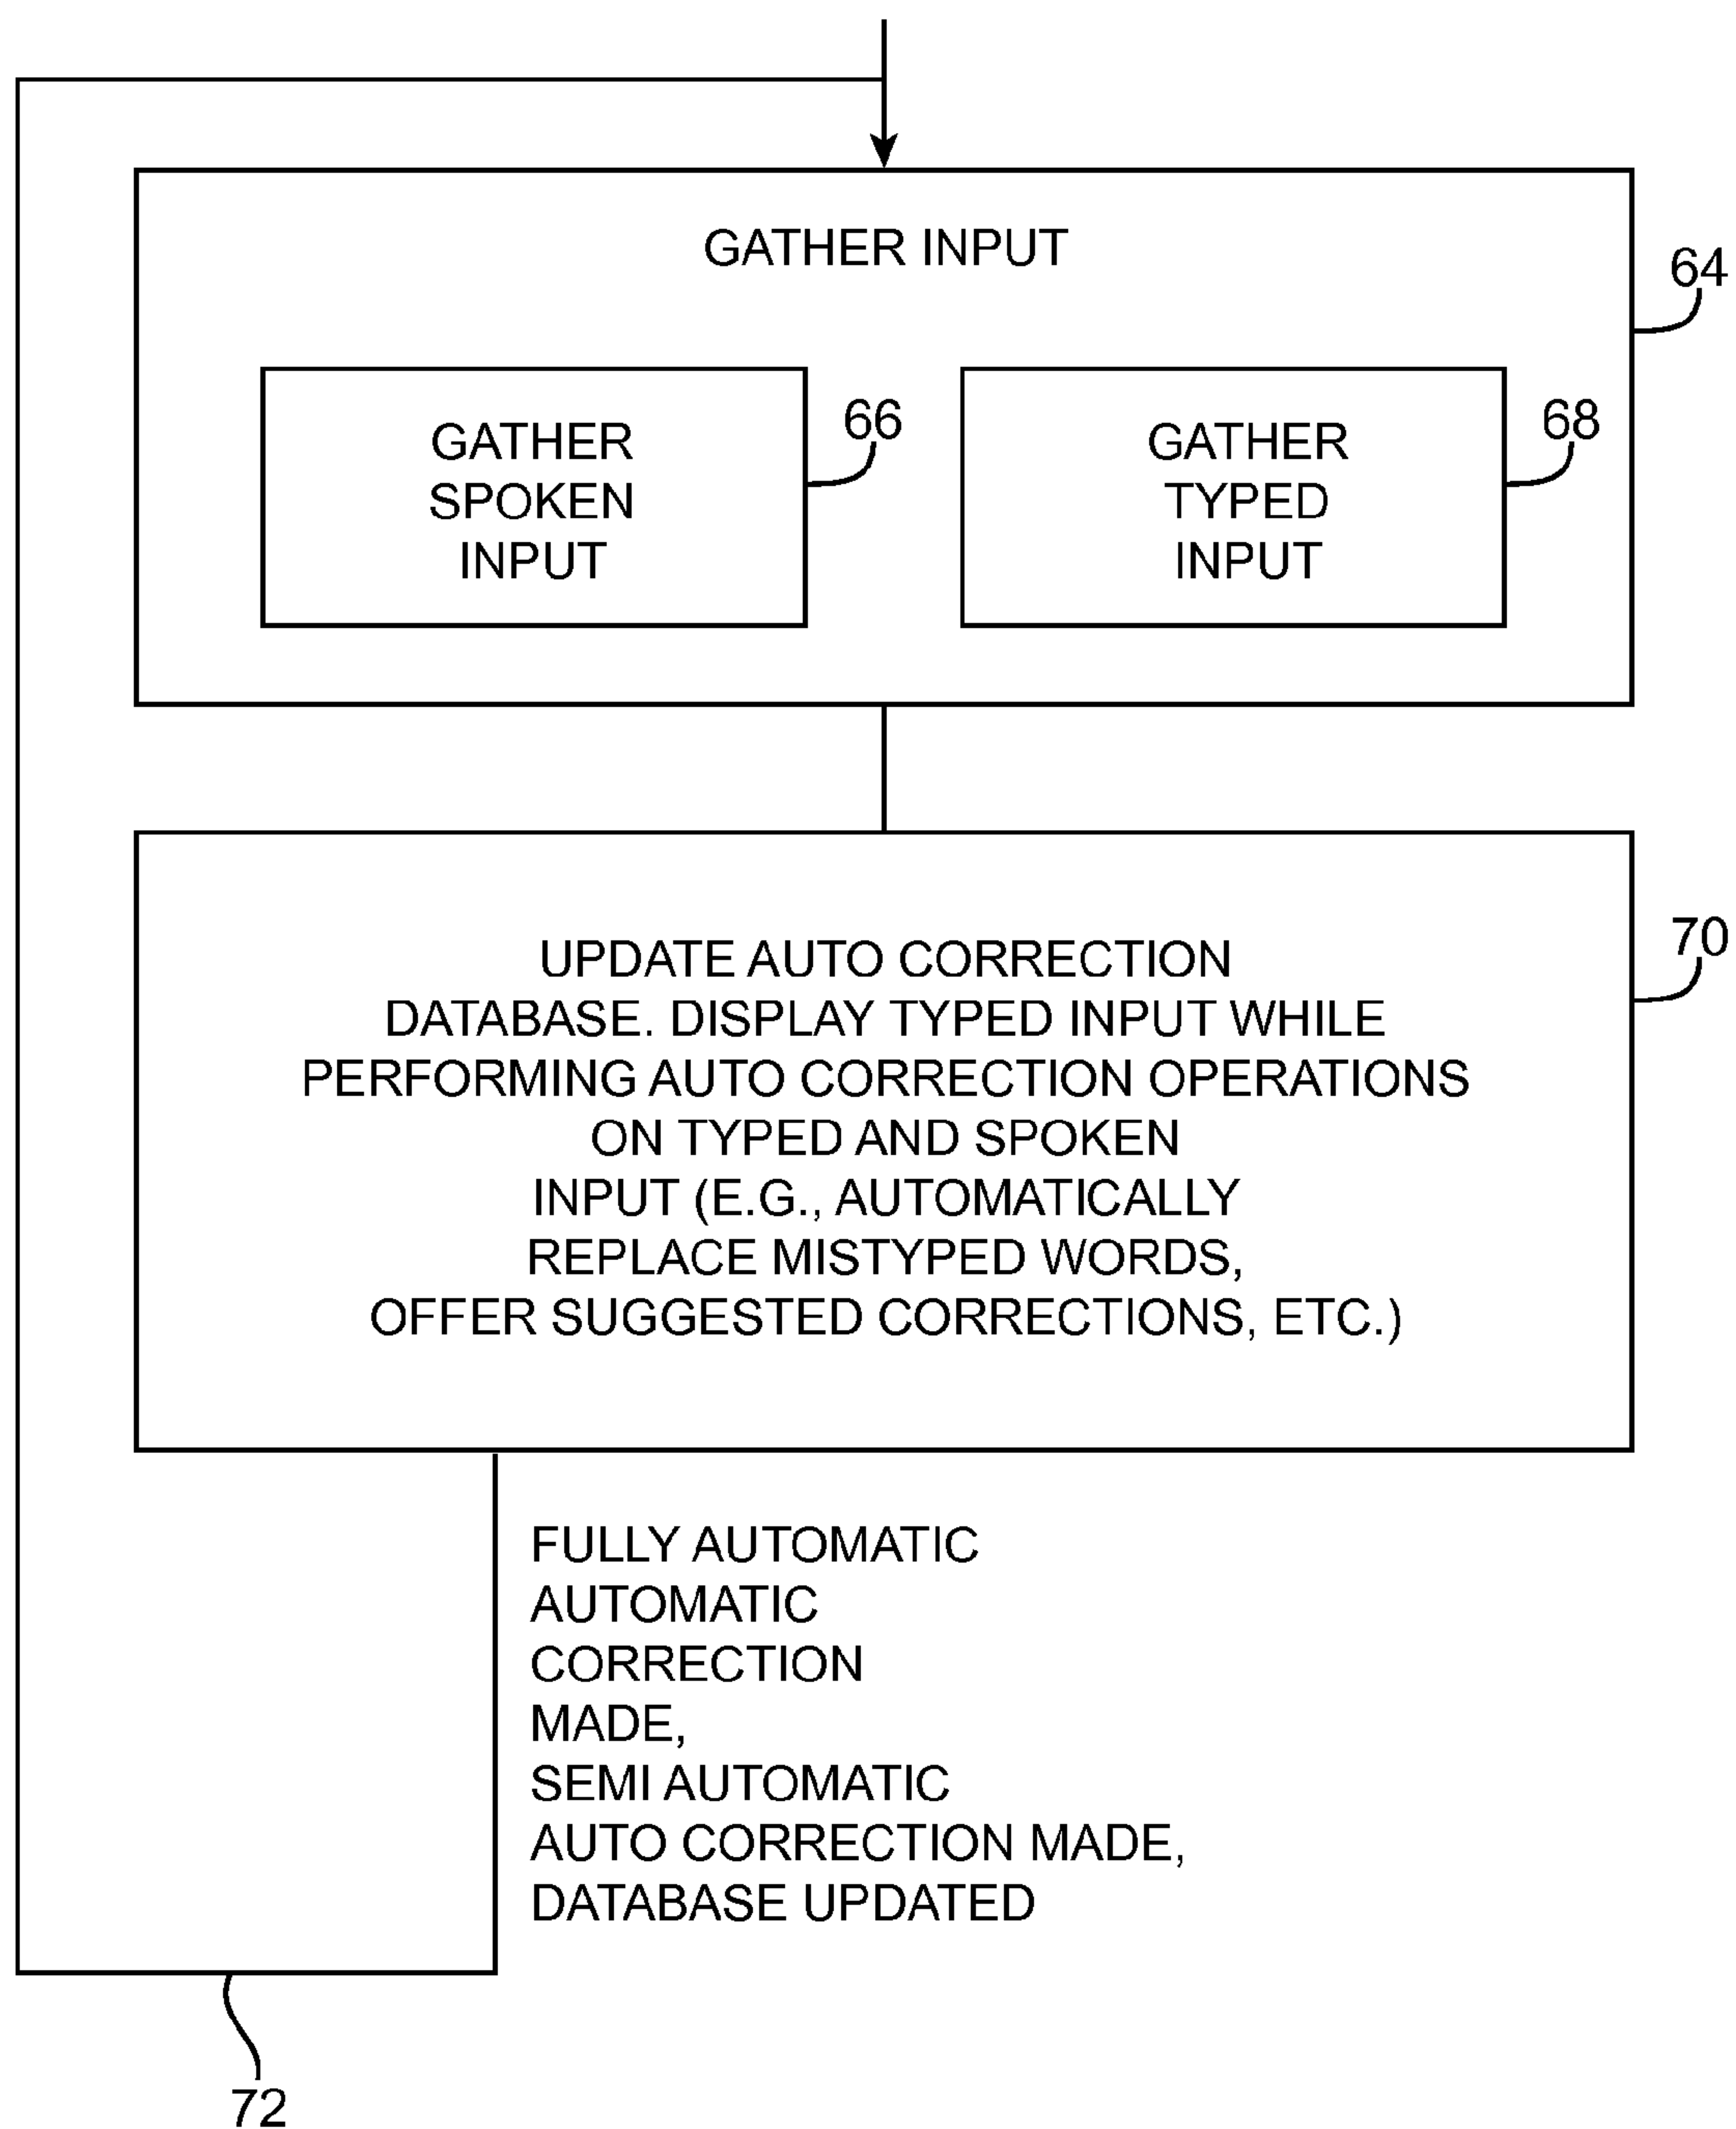 GATHER INPUT
64
GATHER
SPOKEN
INPUT
66
GATHER
TYPED
INPUT
68
UPDATE AUTO CORRECTION
DATABASE. DISPLAY TYPED INPUT WHILE
PERFORMING AUTO CORRECTION OPERATIONS
ON TYPED AND SPOKEN
INPUT (E.G., AUTOMATICALLY
REPLACE MISTYPED WORDS,
OFFER SUGGESTED CORRECTIONS, ETC.)
70
FULLY AUTOMATIC
AUTOMATIC
CORRECTION
MADE,
SEMI AUTOMATIC
AUTO CORRECTION MADE,
DATABASE UPDATED
72